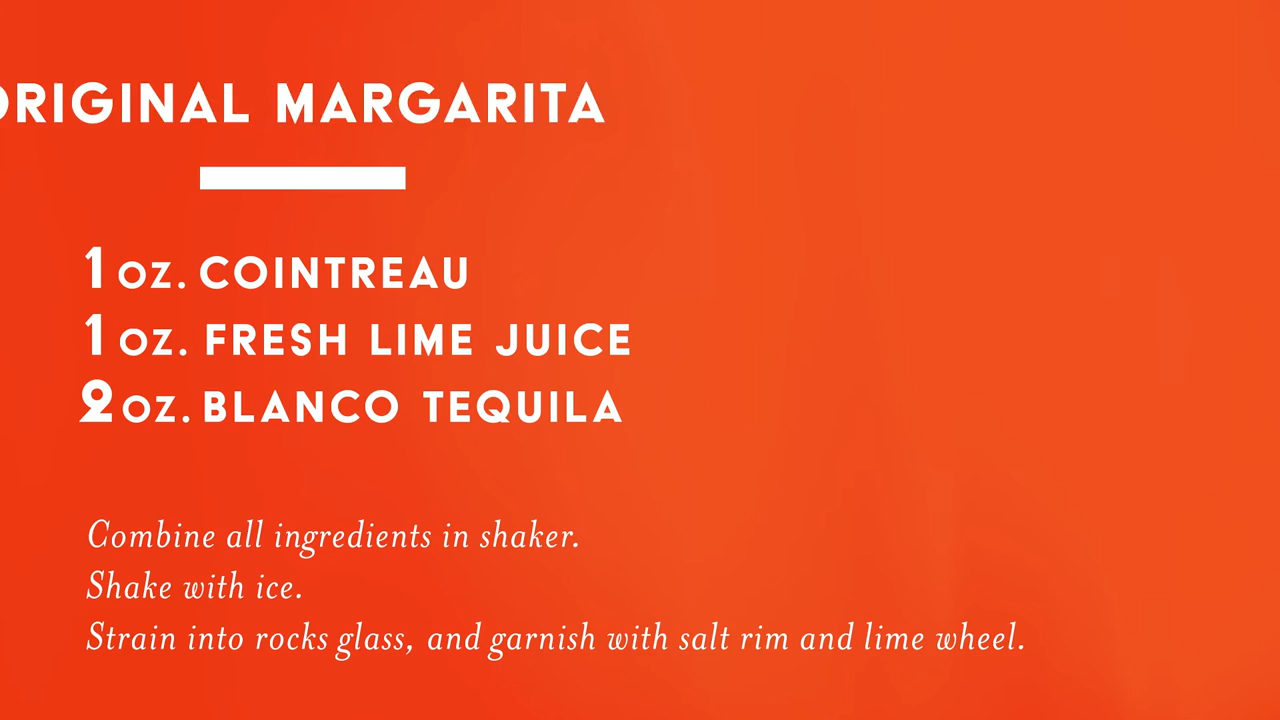 ORIGINAL MARGARITA
1 OZ. COINTREAU
1 OZ. FRESH LIME JUICE
2 OZ. BLANCO TEQUILA
Combine all ingredients in shaker.
Shake with ice.
Strain into rocks glass, and garnish with salt rim and lime wheel.